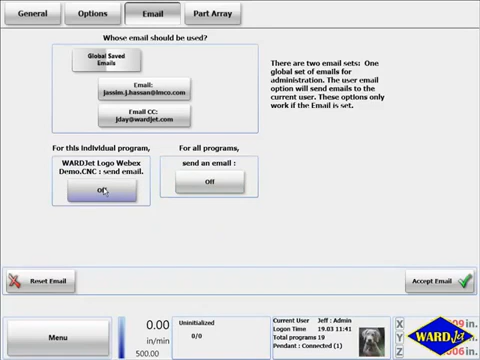 General
Options
Email
Part Array
Whose email should be used?
Global Saved
Emails
Email:
jassim.j.hassan@lmco.com
Email CC:
jday@wardjet.com
There are two email sets: One
global set of emails for
administration. The user email
option will send emails to the
current user. These options only
work if the Email is set.
For this individual program,
WARDJet Logo Webex
Demo.CNC : send email.
For all programs,
send an email :
Off
Reset Email
Accept Email
Menu
0.00
in/min
500.00
Uninitialized
0/0
Current User Jeff : Admin
Logon Time 19.03 11:41
Total programs 19
Pendant : Connected (1)
X
Y
in.
in.
WARDJet